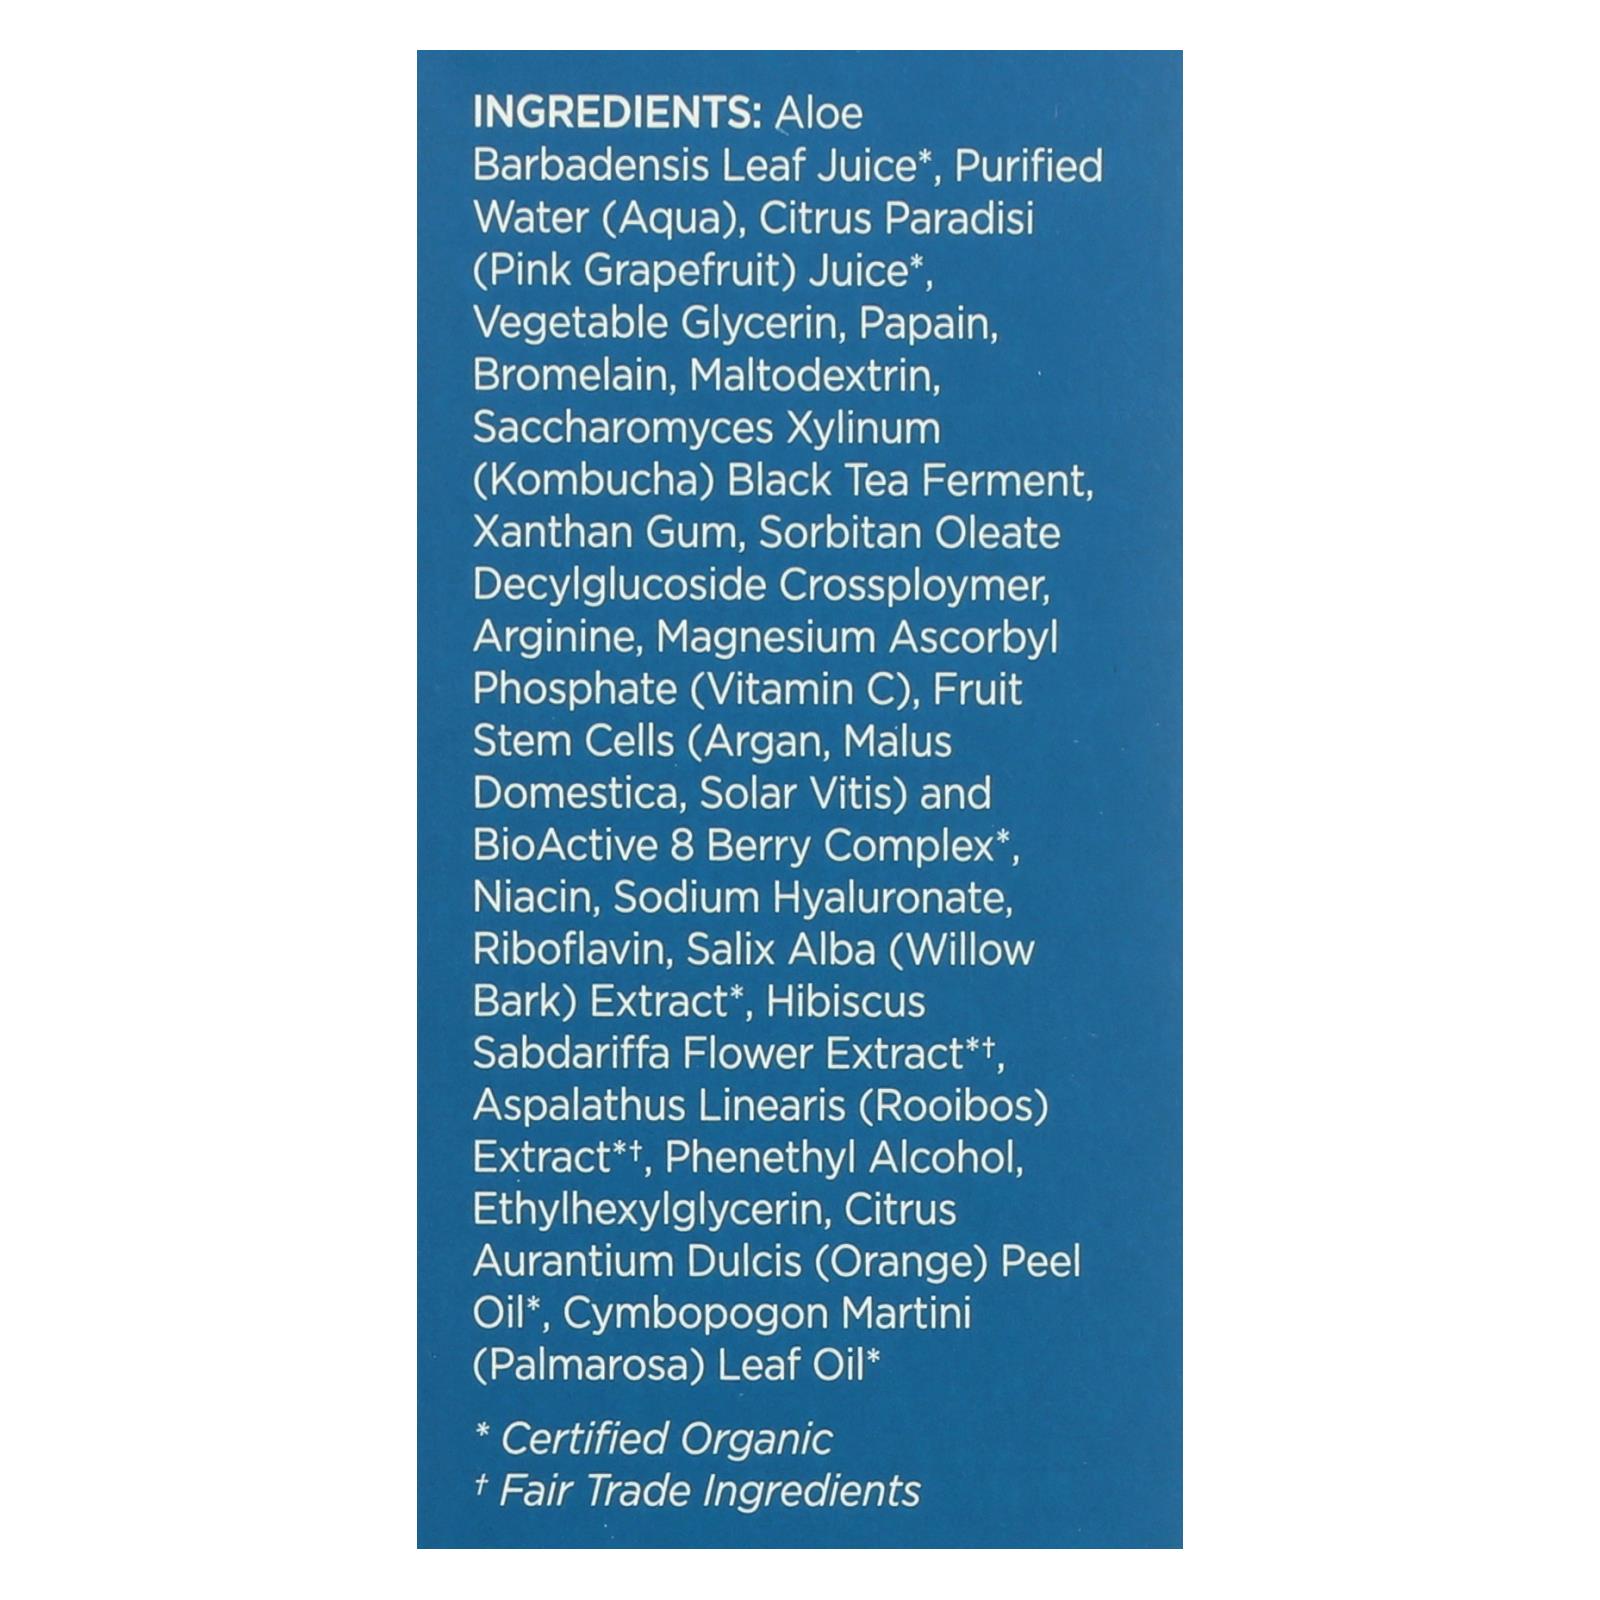 INGREDIENTS: Aloe
Barbadensis Leaf Juice*, Purified
Water (Aqua), Citrus Paradisi
(Pink Grapefruit) Juice*,
Vegetable Glycerin, Papain,
Bromelain, Maltodextrin,
Saccharomyces Xylinum
(Kombucha) Black Tea Ferment,
Xanthan Gum, Sorbitan Oleate
Decylglucoside Crossploymer,
Arginine, Magnesium Ascorbyl
Phosphate (Vitamin C), Fruit
Stem Cells (Argan, Malus
Domestica, Solar Vitis) and
BioActive 8 Berry Complex*,
Niacin, Sodium Hyaluronate,
Riboflavin, Salix Alba (Willow
Bark) Extract*, Hibiscus
Sabdariffa Flower Extract*†,
Aspalathus Linearis (Rooibos)
Extract*†, Phenethyl Alcohol,
Ethylhexylglycerin, Citrus
Aurantium Dulcis (Orange) Peel
Oil*, Cymbopogon Martini
(Palmarosa) Leaf Oil*
* Certified Organic
† Fair Trade Ingredients